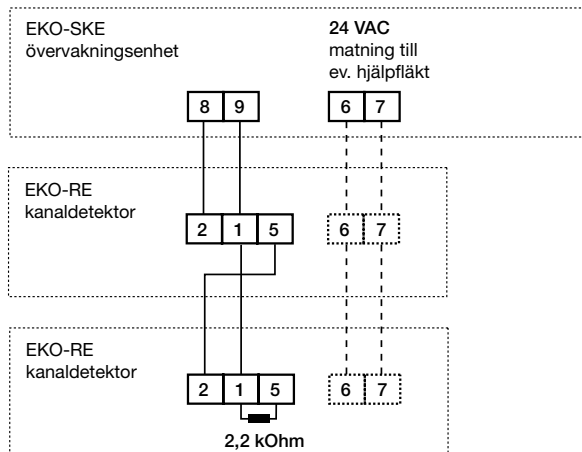 EKO-SKE
övervakningsenhet
24 VAC
matning till
ev. hjälpfläkt
8 9
6 7
EKO-RE
kanaldetektor
2 1 5
6 7
EKO-RE
kanaldetektor
2 1 5
6 7
2,2 kOhm